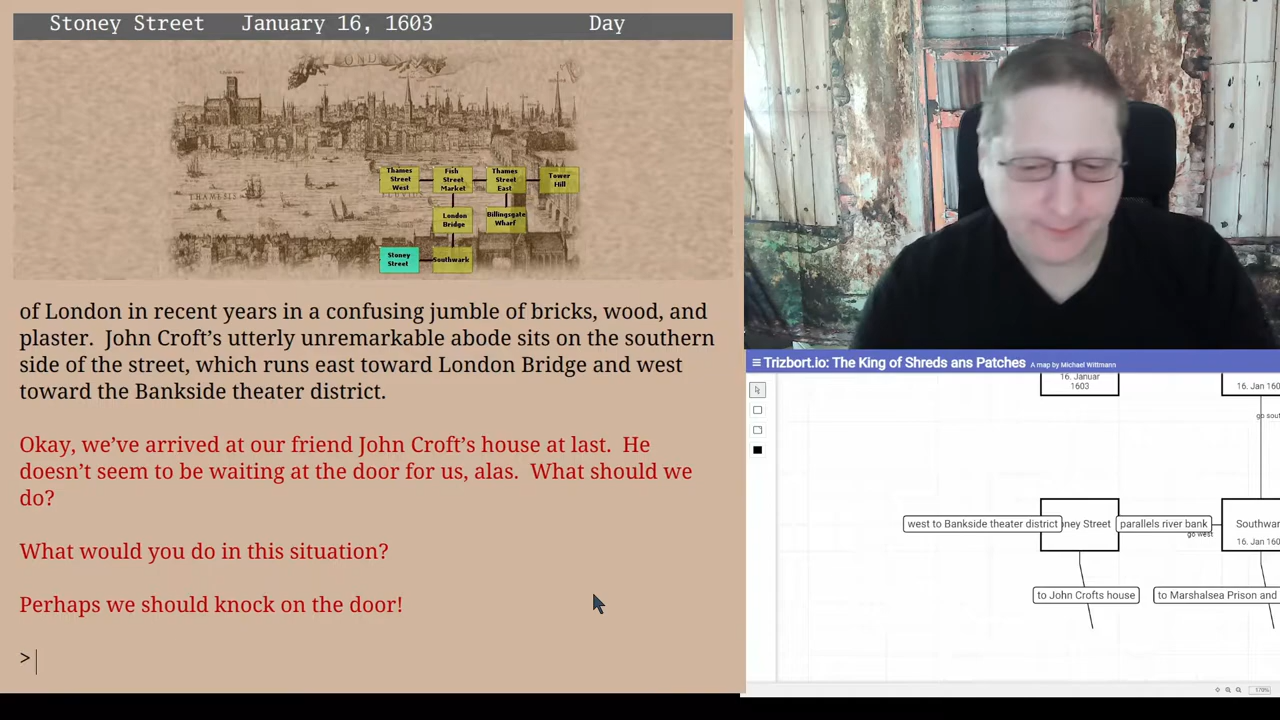 Stoney Street January 16, 1603 Day
LONDON
THAMESIS
Thames
Street
West
Fish
Street
Market
Thames
Street
East
Tower
Hill
London
Bridge
Billingsgate
Wharf
Stoney
Street
Southwark
of London in recent years in a confusing jumble of bricks, wood, and
plaster. John Croft’s utterly unremarkable abode sits on the southern
side of the street, which runs east toward London Bridge and west
toward the Bankside theater district.
Okay, we’ve arrived at our friend John Croft’s house at last. He
doesn’t seem to be waiting at the door for us, alas. What should we
do?
What would you do in this situation?
Perhaps we should knock on the door!
>
≡ Trizbort.io: The King of Shreds ans Patches A map by Michael Wittmann
16. Januar
1603
16. Jan 160
go sout
west to Bankside theater district
ney Street
parallels river bank
go west
Southwar
16. Jan 160
to John Crofts house
to Marshalsea Prison and